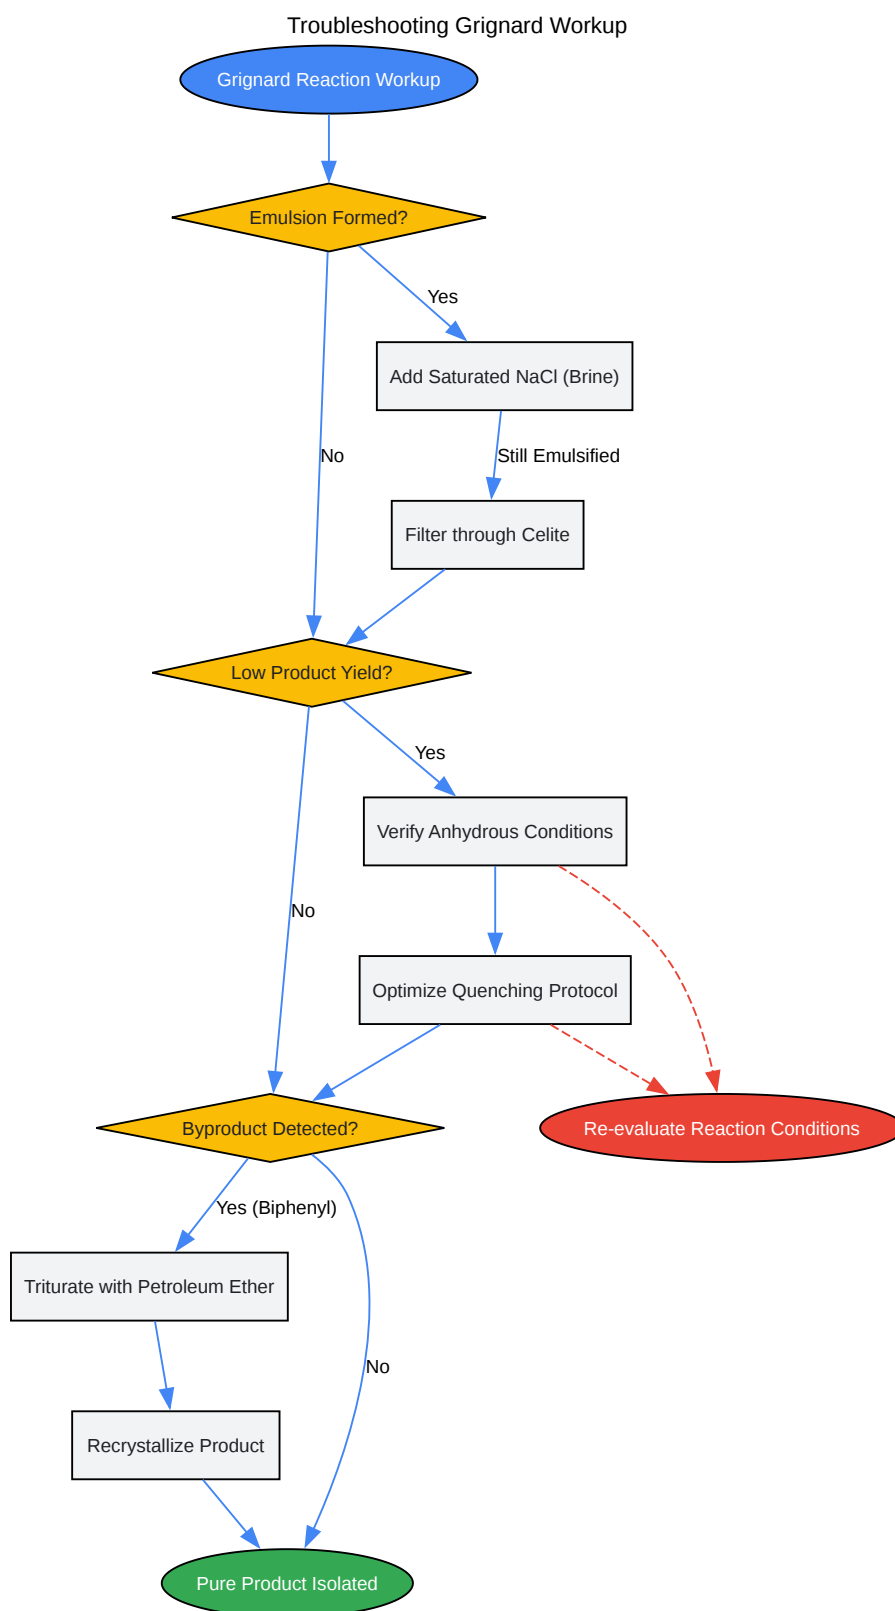 Troubleshooting Grignard Workup
Grignard Reaction Workup
Emulsion Formed?
Yes
Add Saturated NaCl (Brine)
No
Still Emulsified
Filter through Celite
Low Product Yield?
Yes
Verify Anhydrous Conditions
No
Optimize Quenching Protocol
Byproduct Detected?
Re-evaluate Reaction Conditions
Yes (Biphenyl)
Triturate with Petroleum Ether
No
Recrystallize Product
Pure Product Isolated